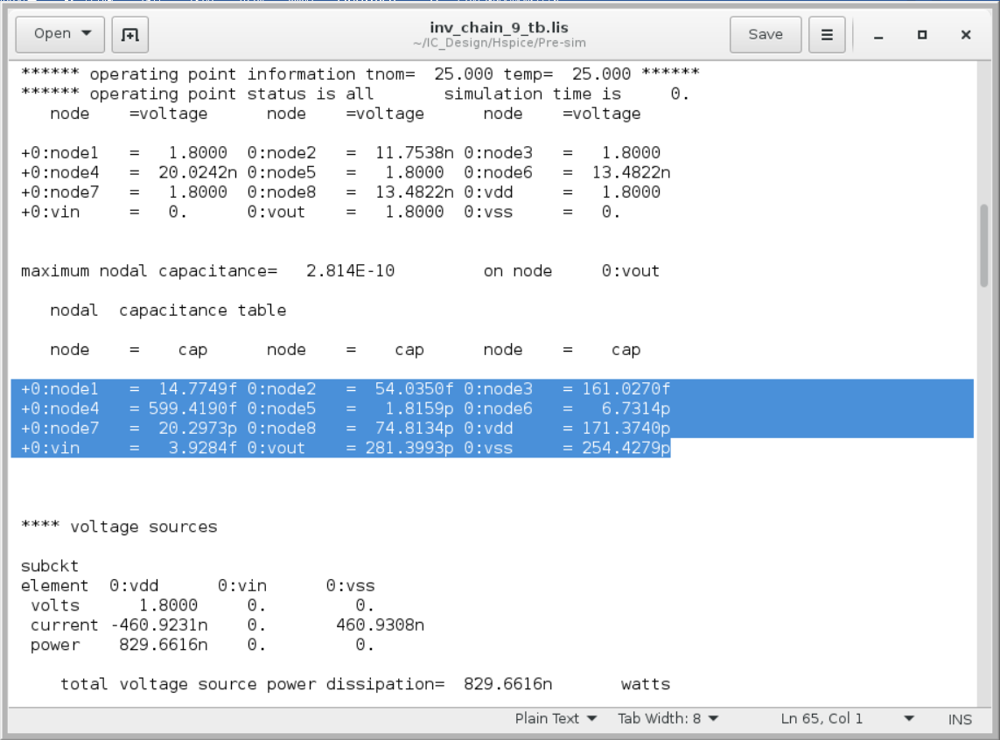 Open
inv_chain_9_tb.lis
~/IC_Design/Hspice/Pre-sim
Save
****** operating point information tnom=  25.000 temp=  25.000 ******
****** operating point status is all       simulation time is     0.
   node    =voltage      node    =voltage      node    =voltage
+0:node1   =   1.8000  0:node2   =  11.7538n 0:node3   =   1.8000
+0:node4   =  20.0242n 0:node5   =   1.8000  0:node6   =  13.4822n
+0:node7   =   1.8000  0:node8   =  13.4822n 0:vdd     =   1.8000
+0:vin     =   0.      0:vout    =   1.8000  0:vss     =   0.
maximum nodal capacitance=   2.814E-10         on node     0:vout
   nodal  capacitance table
   node    =    cap      node    =    cap      node    =    cap
+0:node1   =  14.7749f 0:node2   =  54.0350f 0:node3   = 161.0270f
+0:node4   = 599.4190f 0:node5   =   1.8159p 0:node6   =   6.7314p
+0:node7   =  20.2973p 0:node8   =  74.8134p 0:vdd     = 171.3740p
+0:vin     =   3.9284f 0:vout    = 281.3993p 0:vss     = 254.4279p
**** voltage sources
subckt
element  0:vdd      0:vin      0:vss
 volts      1.8000     0.         0.
 current -460.9231n    0.       460.9308n
 power    829.6616n    0.         0.
    total voltage source power dissipation=  829.6616n       watts
Plain Text
Tab Width: 8
Ln 65, Col 1
INS